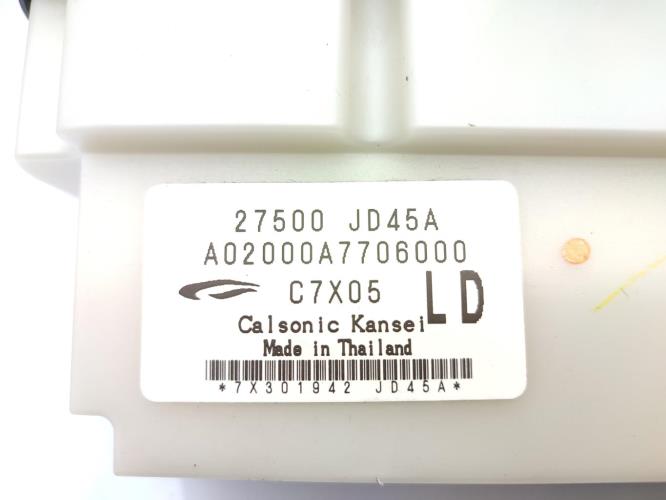 27500 JD45A
A02000A7706000
C7X05 LD
Calsonic Kansei
Made in Thailand
*7X301942 JD45A*